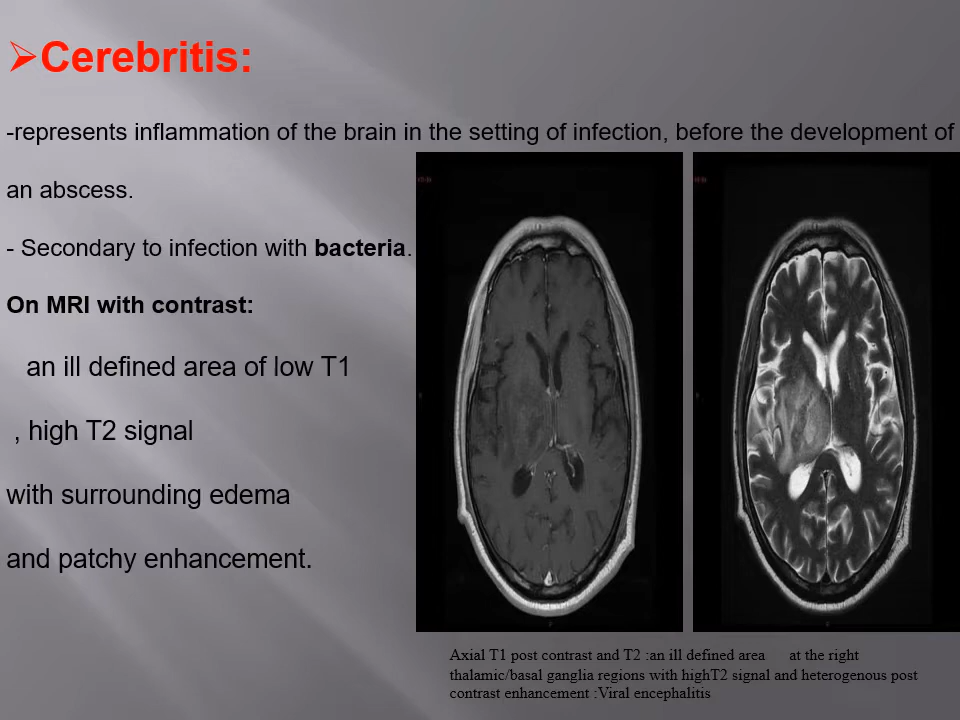 ➢Cerebritis:
-represents inflammation of the brain in the setting of infection, before the development of
an abscess.
- Secondary to infection with bacteria.
On MRI with contrast:
an ill defined area of low T1
, high T2 signal
with surrounding edema
and patchy enhancement.
Axial T1 post contrast and T2 :an ill defined area at the right
thalamic/basal ganglia regions with highT2 signal and heterogenous post
contrast enhancement :Viral encephalitis